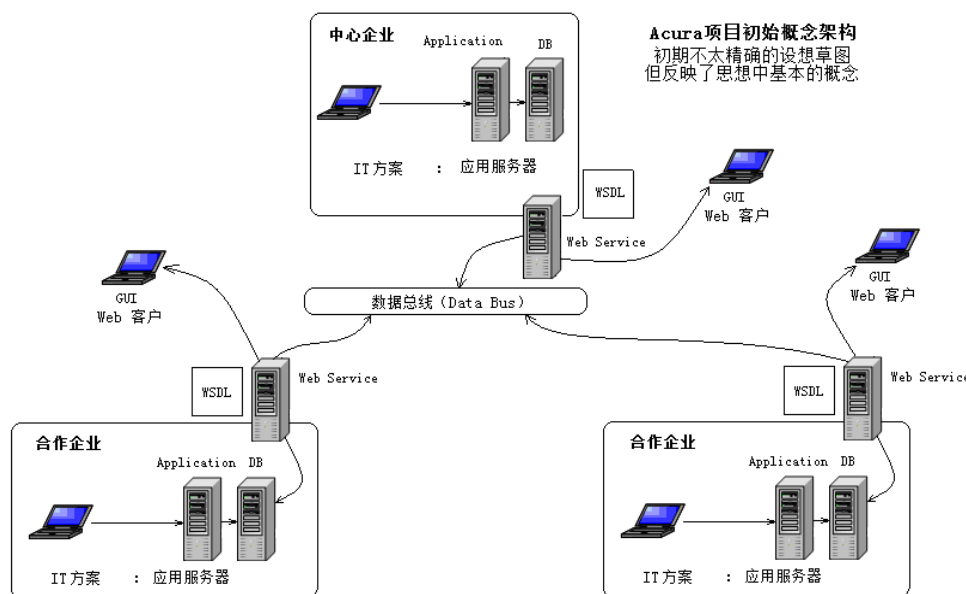 中心企业
Application
DB
Acura项目初始概念架构
初期不太精确的设想草图
但反映了思想中基本的概念
IT方案 : 应用服务器
WSDL
Web Service
GUI
Web 客户
GUI
Web 客户
GUI
Web 客户
数据总线(Data Bus)
WSDL
Web Service
WSDL
Web Service
合作企业
Application DB
IT方案 : 应用服务器
合作企业
Application DB
IT方案 : 应用服务器